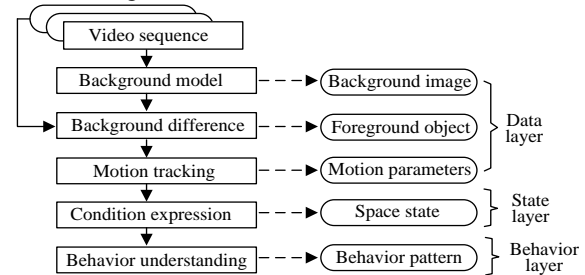 Video sequence
Background model
Background image
Background difference
Foreground object
Data
layer
Motion tracking
Motion parameters
Condition expression
Space state
State
layer
Behavior understanding
Behavior pattern
Behavior
layer